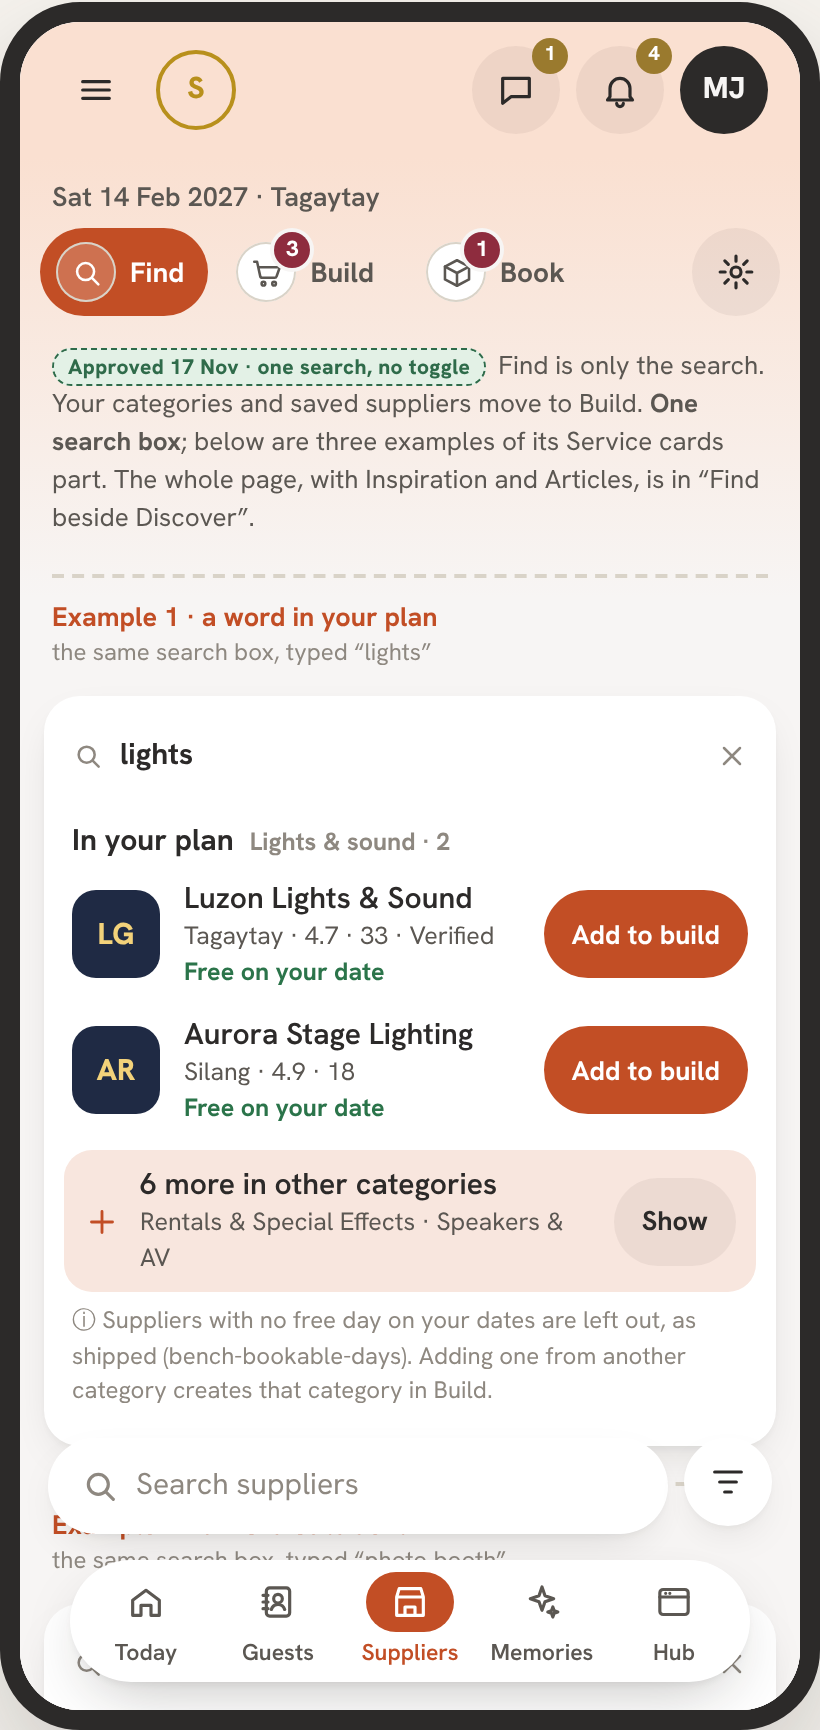 S
1
4
MJ
Sat 14 Feb 2027 · Tagaytay
Find
3
Build
1
Book
Approved 17 Nov · one search, no toggle Find is only the search.
Your categories and saved suppliers move to Build. One
search box; below are three examples of its Service cards
part. The whole page, with Inspiration and Articles, is in “Find
beside Discover”.
Example 1 · a word in your plan
the same search box, typed “lights”
lights
In your plan Lights & sound · 2
LG
Luzon Lights & Sound
Tagaytay · 4.7 · 33 · Verified
Free on your date
Add to build
AR
Aurora Stage Lighting
Silang · 4.9 · 18
Free on your date
Add to build
6 more in other categories
Rentals & Special Effects · Speakers &
AV
Show
ⓘ Suppliers with no free day on your dates are left out, as
shipped (bench-bookable-days). Adding one from another
category creates that category in Build.
Search suppliers
the same search box, typed “photo booth”
Today
Guests
Suppliers
Memories
Hub